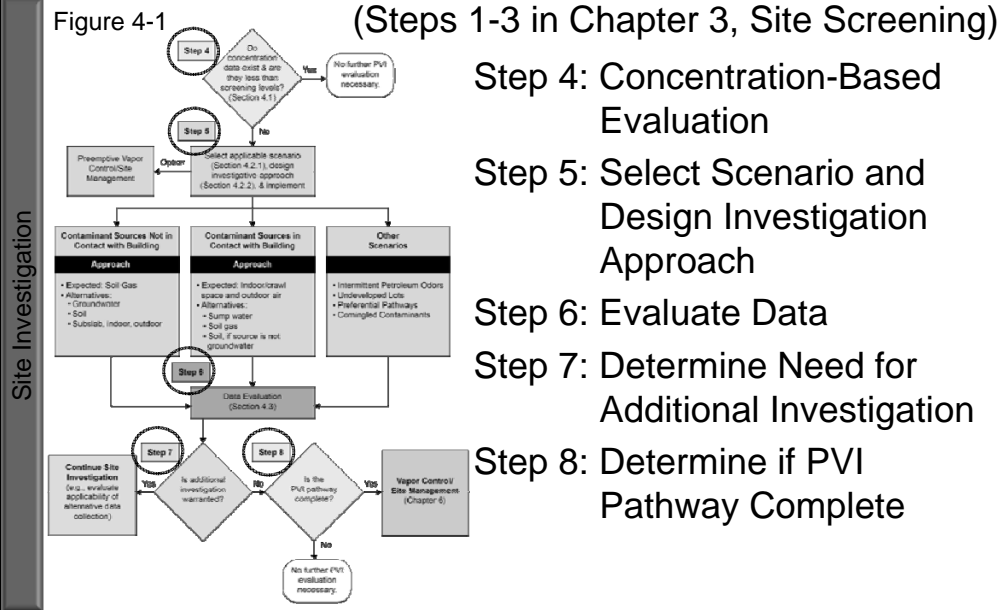 Site Investigation
Figure 4-1
(Steps 1-3 in Chapter 3, Site Screening)
Step 4
Do
concentration
data exist & are
they less than
screening levels?
(Section 4.1)
Yes
No further PVI
evaluation
necessary.
No
Step 5
Preemptive Vapor
Control/Site
Management
Option
Select applicable scenario
(Section 4.2.1), design
investigative approach
(Section 4.2.2), & implement
Contaminant Sources Not in
Contact with Building
Approach
• Expected: Soil Gas
• Alternatives:
• Groundwater
• Soil
• Subslab, indoor, outdoor
Contaminant Sources in
Contact with Building
Approach
• Expected: Indoor/crawl
space and outdoor air
• Alternatives:
• Sump water
• Soil gas
• Soil, if source is not
groundwater
Other
Scenarios
• Intermittent Petroleum Odors
• Undeveloped Lots
• Preferential Pathways
• Comingled Contaminants
Step 6
Data Evaluation
(Section 4.3)
Step 7
Continue Site
Investigation
(e.g., evaluate
applicability of
alternative data
collection)
Yes
Is additional
investigation
warranted?
No
Step 8
Is the
PVI pathway
complete?
Yes
Vapor Control/
Site Management
(Chapter 6)
No
No further PVI
evaluation
necessary.
Step 4: Concentration-Based
Evaluation
Step 5: Select Scenario and
Design Investigation
Approach
Step 6: Evaluate Data
Step 7: Determine Need for
Additional Investigation
Step 8: Determine if PVI
Pathway Complete